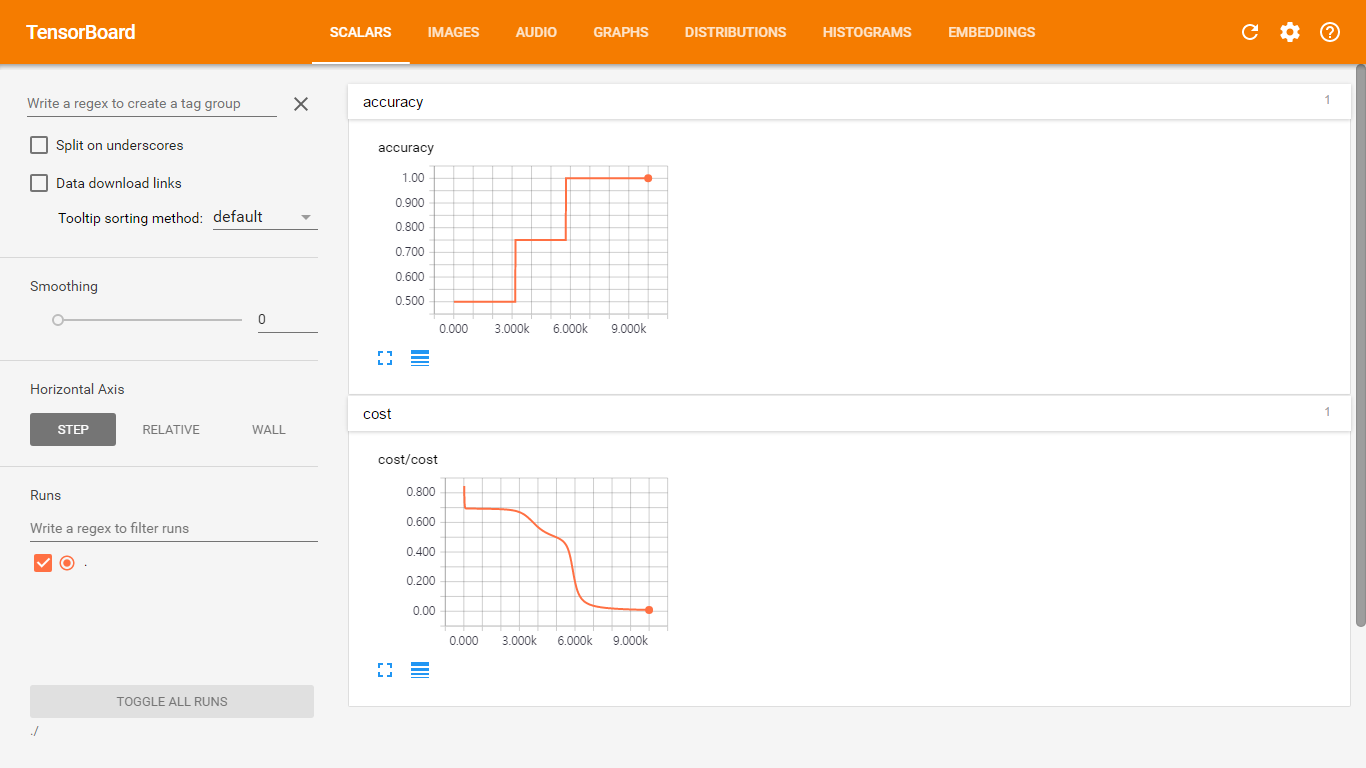 TensorBoard
SCALARS IMAGES AUDIO GRAPHS DISTRIBUTIONS HISTOGRAMS EMBEDDINGS
Write a regex to create a tag group
Split on underscores
Data download links
Tooltip sorting method: default
Smoothing
0
Horizontal Axis
STEP RELATIVE WALL
Runs
Write a regex to filter runs
.
TOGGLE ALL RUNS
./
accuracy 1
accuracy
1.00
0.900
0.800
0.700
0.600
0.500
0.000 3.000k 6.000k 9.000k
cost 1
cost/cost
0.800
0.600
0.400
0.200
0.00
0.000 3.000k 6.000k 9.000k